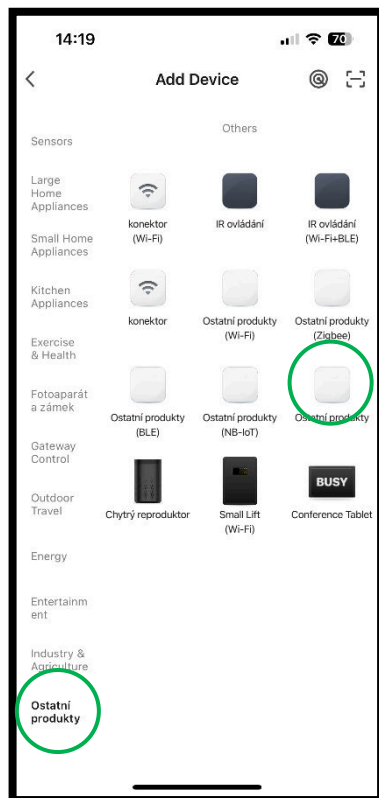 14:19
70
Add Device
Sensors
Large
Home
Appliances
Small Home
Appliances
Kitchen
Appliances
Exercise
& Health
Fotoaparát
a zámek
Gateway
Control
Outdoor
Travel
Energy
Entertainm
ent
Industry &
Agriculture
Ostatní
produkty
Others
konektor
(Wi-Fi)
IR ovládání
IR ovládání
(Wi-Fi+BLE)
konektor
Ostatní produkty
(Wi-Fi)
Ostatní produkty
(Zigbee)
Ostatní produkty
(BLE)
Ostatní produkty
(NB-IoT)
Ostatní produkty
Chytrý reproduktor
Small Lift
(Wi-Fi)
BUSY
Conference Tablet